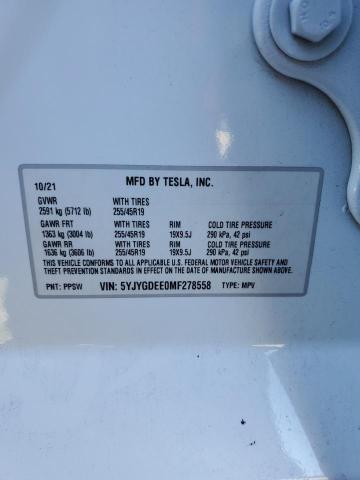 10/21 MFD BY TESLA, INC.
GVWR WITH TIRES
2591 kg (5712 lb) 255/45R19
GAWR FRT WITH TIRES RIM COLD TIRE PRESSURE
1363 kg (3004 lb) 255/45R19 19X9.5J 290 kPa, 42 psi
GAWR RR WITH TIRES RIM COLD TIRE PRESSURE
1636 kg (3606 lb) 255/45R19 19X9.5J 290 kPa, 42 psi
THIS VEHICLE CONFORMS TO ALL APPLICABLE U.S. FEDERAL MOTOR VEHICLE SAFETY AND THEFT
PREVENTION STANDARDS IN EFFECT ON THE DATE OF MANUFACTURE SHOWN ABOVE.
PNT: PPSW VIN: 5YJYGDEE0MF278558 TYPE: MPV